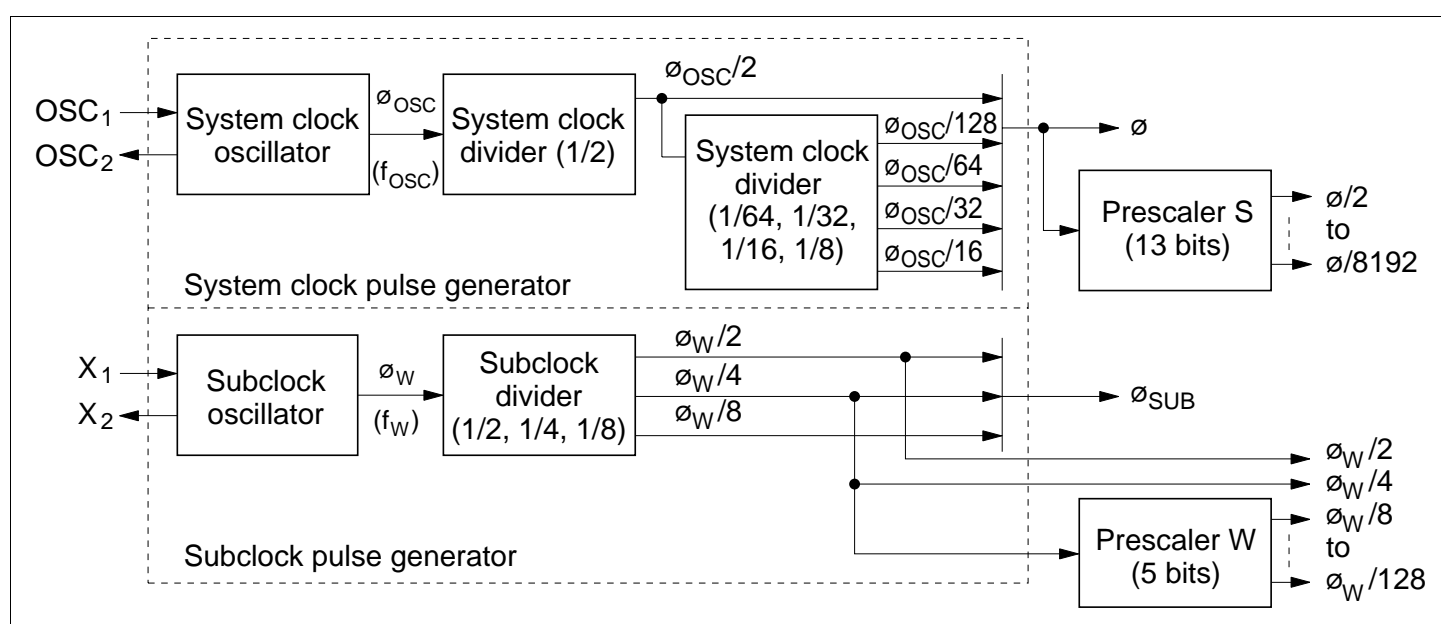 OSC1
OSC2
System clock
oscillator
øOSC
(fOSC)
System clock
divider (1/2)
øOSC/2
System clock
divider
(1/64, 1/32,
1/16, 1/8)
øOSC/128
øOSC/64
øOSC/32
øOSC/16
ø
Prescaler S
(13 bits)
ø/2
to
ø/8192
System clock pulse generator
X1
X2
Subclock
oscillator
øW
(fW)
Subclock
divider
(1/2, 1/4, 1/8)
øW/2
øW/4
øW/8
øSUB
øW/2
øW/4
Prescaler W
(5 bits)
øW/8
to
øW/128
Subclock pulse generator